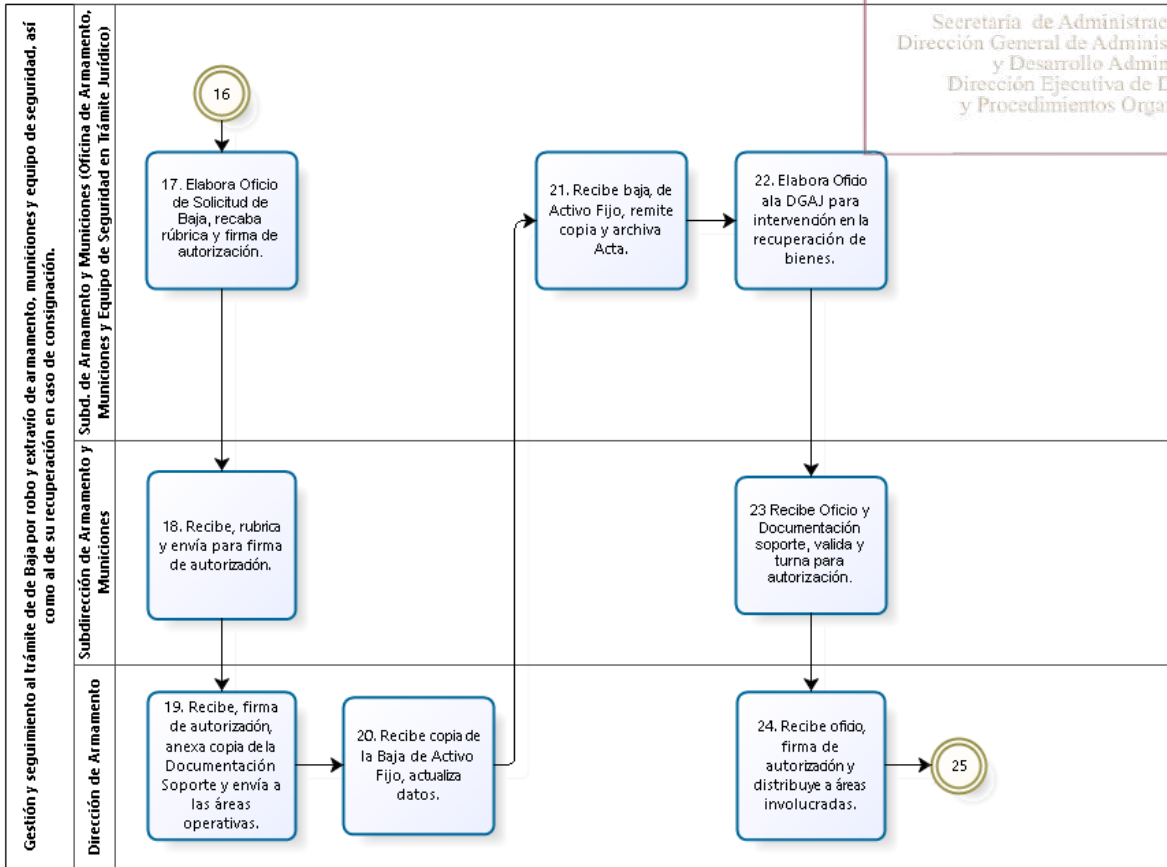 Gestión y seguimiento al trámite de de Baja por robo y extravío de armamento, municiones y equipo de seguridad, así
como al de su recuperación en caso de consignación.
Subd. de Armamento y Municiones (Oficina de Armamento,
Municiones y Equipo de Seguridad en Trámite Jurídico)
Secretaría de Administrac
Dirección General de Adminis
y Desarrollo Admin
Dirección Ejecutiva de D
y Procedimientos Orga
16
17. Elabora Oficio
de Solicitud de
Baja, recaba
rúbrica y firma de
autorización.
21. Recibe baja, de
Activo Fijo, remite
copia y archiva
Acta.
22. Elabora Oficio
ala DGAJ para
intervención en la
recuperación de
bienes.
Subdirección de Armamento y
Municiones
18. Recibe, rubrica
y envía para firma
de autorización.
23 Recibe Oficio y
Documentación
soporte, valida y
turna para
autorización.
Dirección de Armamento
19. Recibe, firma
de autorización,
anexa copia de la
Documentación
Soporte y envía a
las áreas
operativas.
20. Recibe copia de
la Baja de Activo
Fijo, actualiza
datos.
24. Recibe oficio,
firma de
autorización y
distribuye a áreas
involucradas.
25